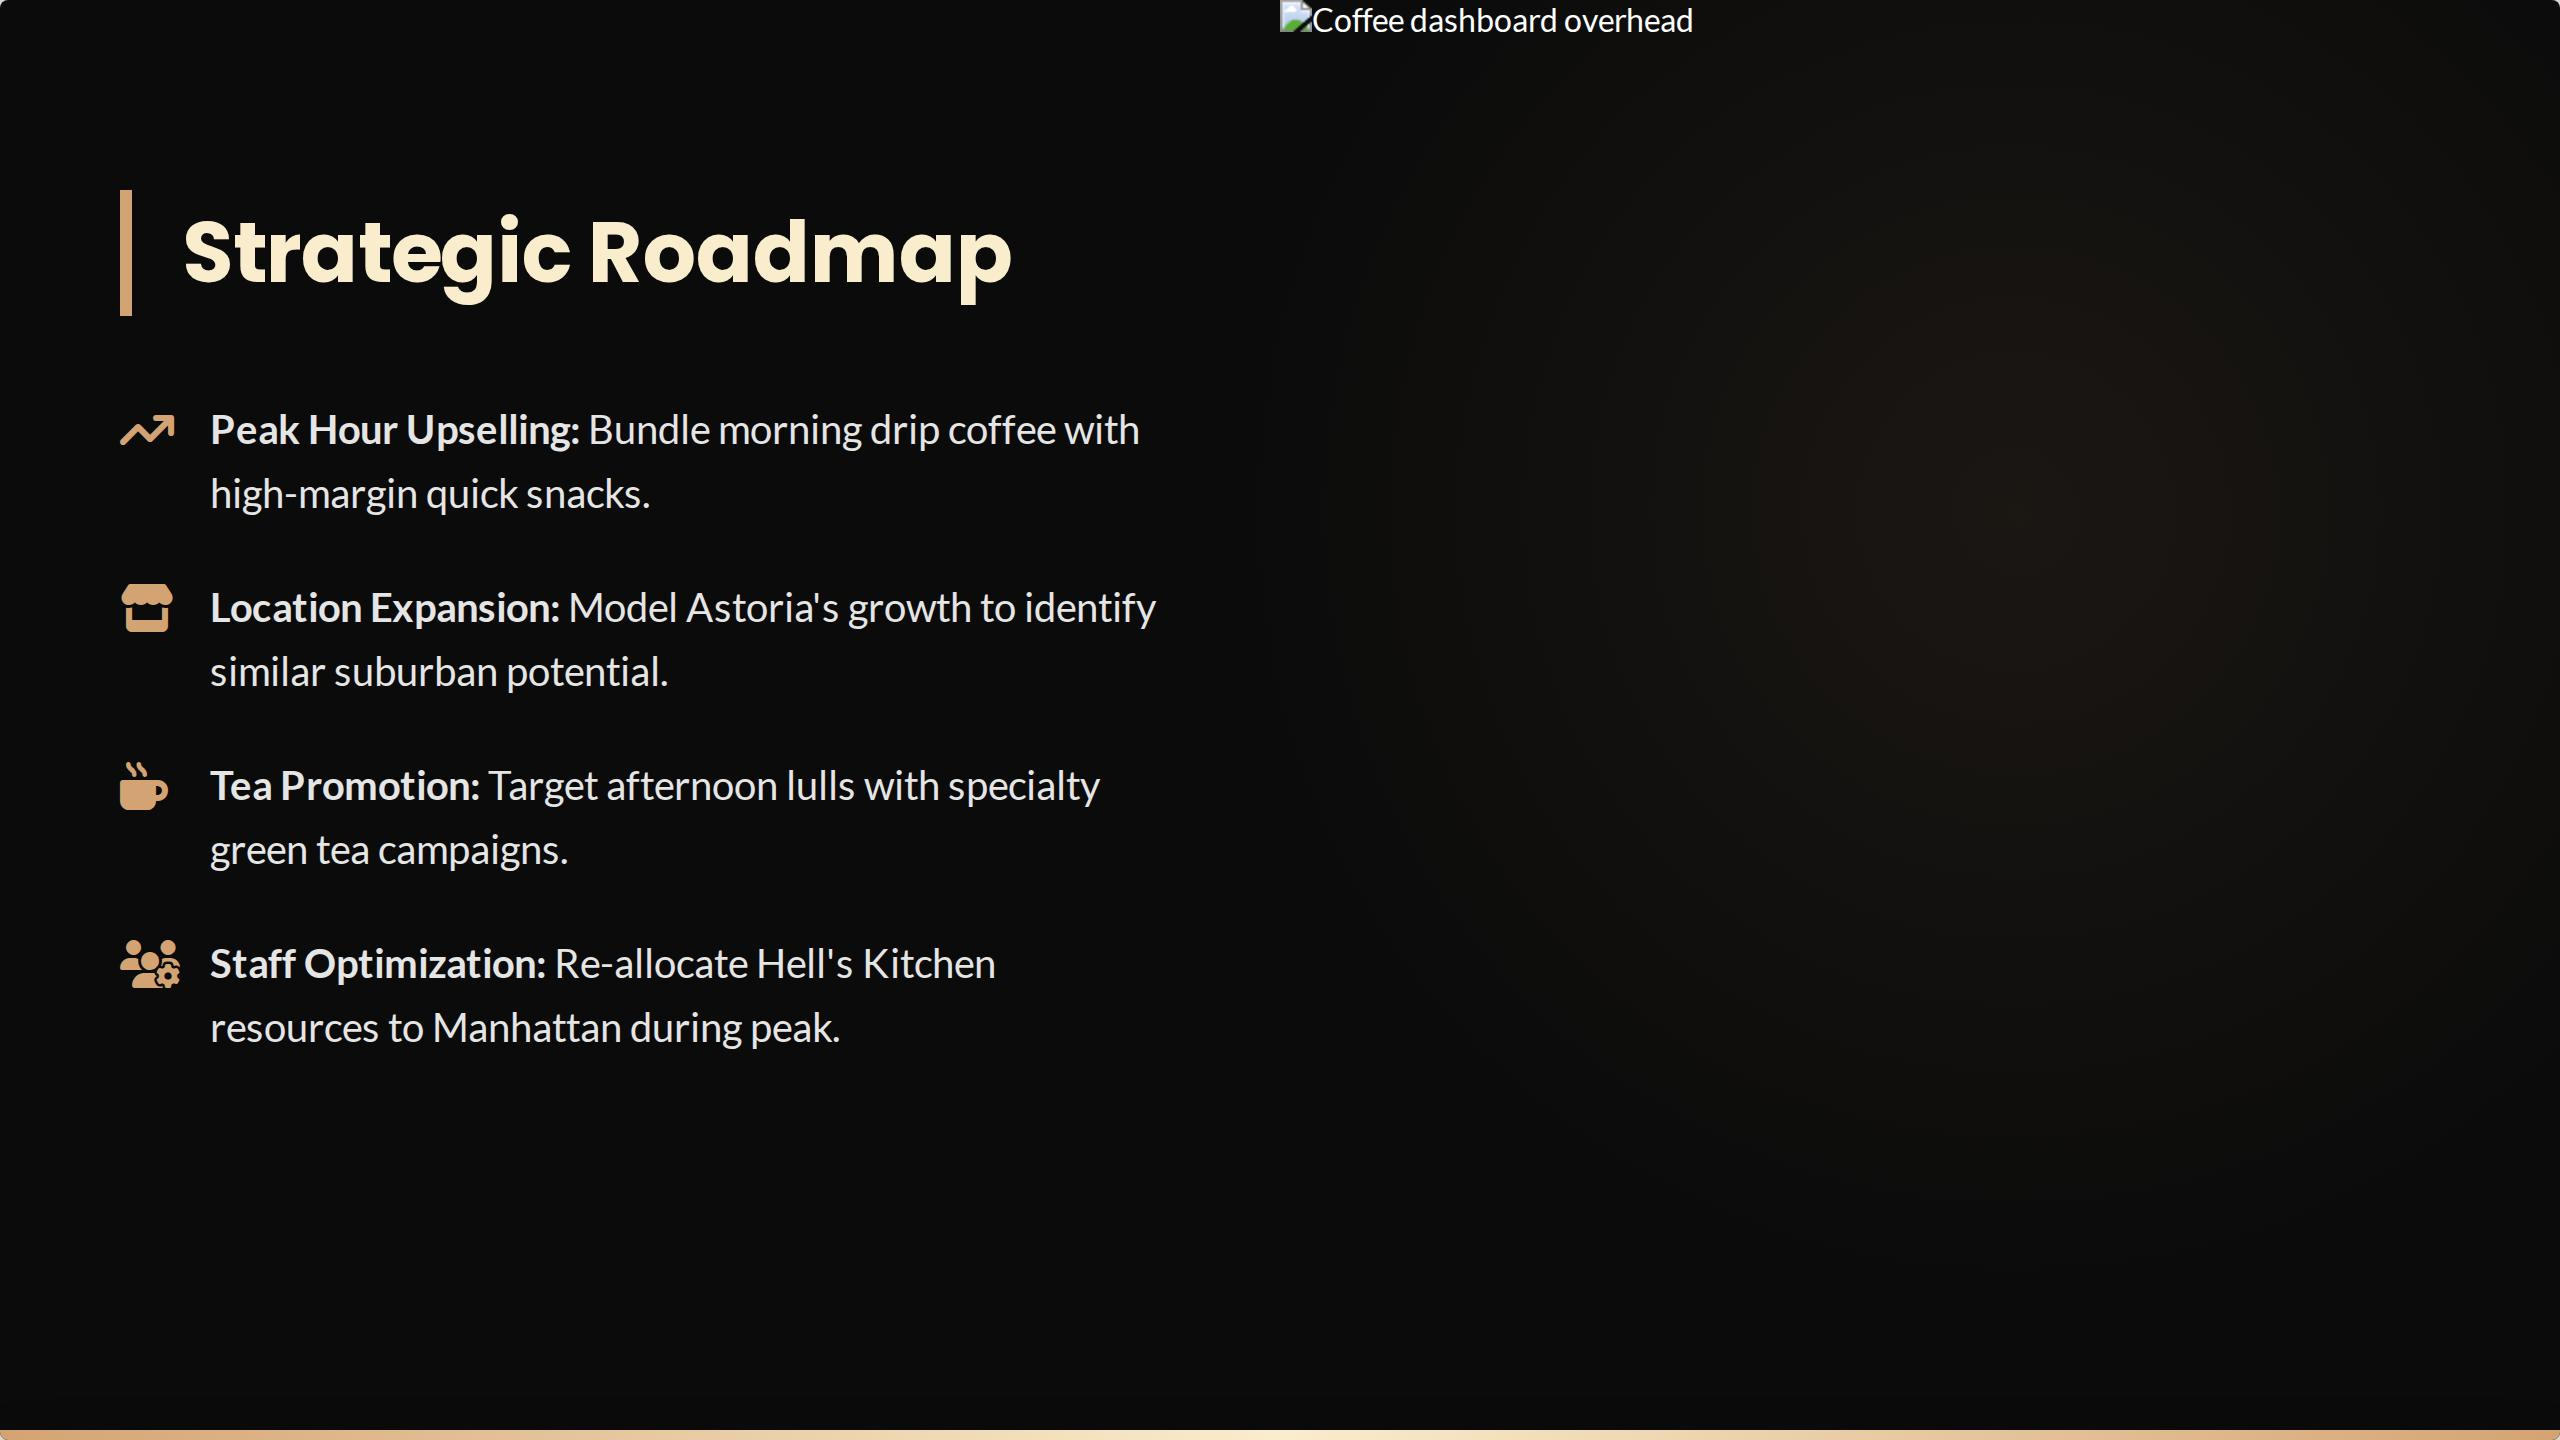 Coffee dashboard overhead
Strategic Roadmap
Peak Hour Upselling: Bundle morning drip coffee with
high-margin quick snacks.
Location Expansion: Model Astoria's growth to identify
similar suburban potential.
Tea Promotion: Target afternoon lulls with specialty
green tea campaigns.
Staff Optimization: Re-allocate Hell's Kitchen
resources to Manhattan during peak.